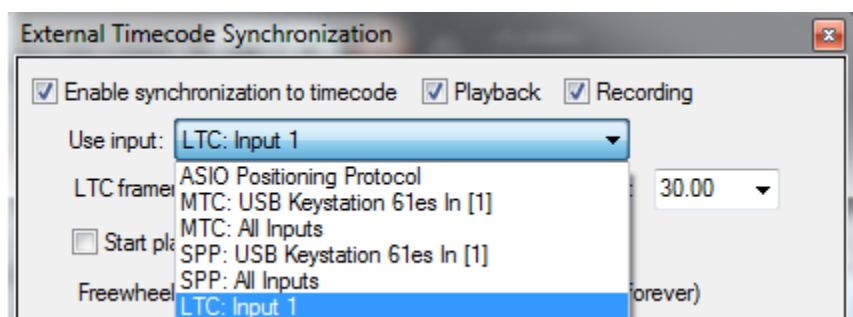 External Timecode Synchronization
Enable synchronization to timecode Playback Recording
Use input: LTC: Input 1
ASIO Positioning Protocol
LTC frame 30.00
MTC: USB Keystation 61es In [1]
MTC: All Inputs
Start pla
SPP: USB Keystation 61es In [1]
SPP: All Inputs
Freewheel orever)
LTC: Input 1